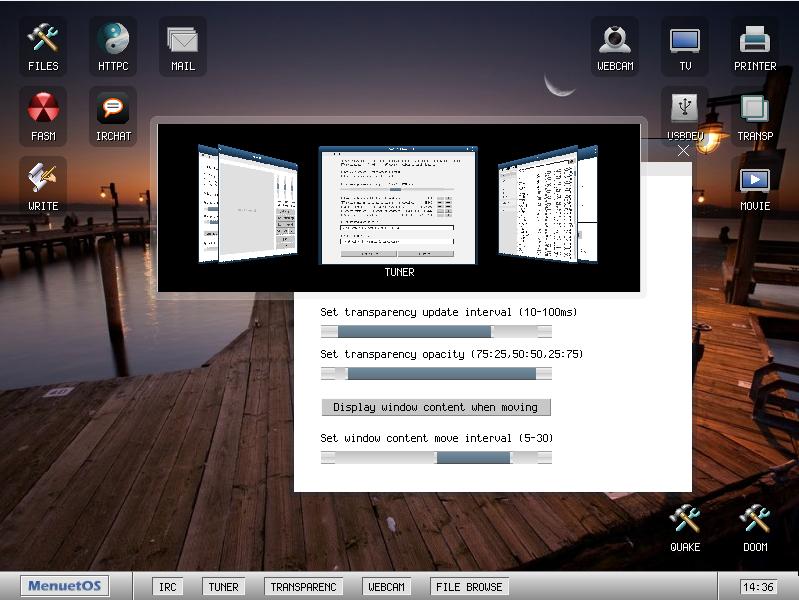 FILES
HTTPC
MAIL
WEBCAM
TV
PRINTER
FASM
IRCHAT
USBDEV
TRANSP
WRITE
MOVIE
TUNER
Set transparency update interval (10-100ms)
Set transparency opacity (75:25,50:50,25:75)
Display window content when moving
Set window content move interval (5-30)
QUAKE
DOOM
MenuetOS
IRC
TUNER
TRANSPARENC
WEBCAM
FILE BROWSE
14:36